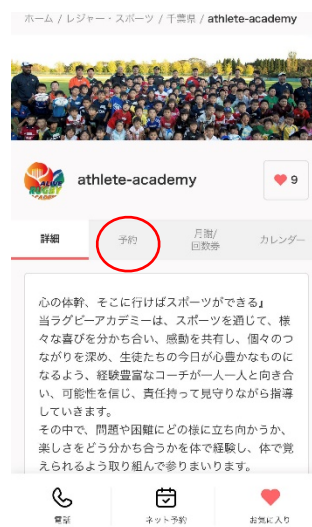 ホーム / レジャー・スポーツ / 千葉県 / athlete-academy
ALIVE
RUGBY
ACADEMY
athlete-academy
9
詳細
予約
月謝/
回数券
カレンダー
心の体幹、そこに行けばスポーツができる』
当ラグビーアカデミーは、スポーツを通じて、様
々な喜びを分かち合い、感動を共有し、個々のつ
ながりを深め、生徒たちの今日が心豊かなものに
なるよう、経験豊富なコーチが一人一人と向き合
い、可能性を信じ、責任持って見守りながら指導
していきます。
その中で、問題や困難にどの様に立ち向かうか、
楽しさをどう分かち合うかを体で経験し、体で覚
えられるよう取り組んで参りまいります。
電話
ネット予約
お気に入り